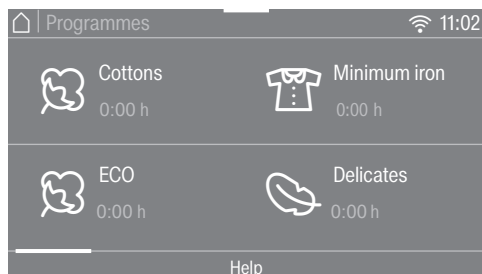 Programmes 11:02
Cottons Minimum iron
0:00 h 0:00 h
ECO Delicates
0:00 h 0:00 h
Help